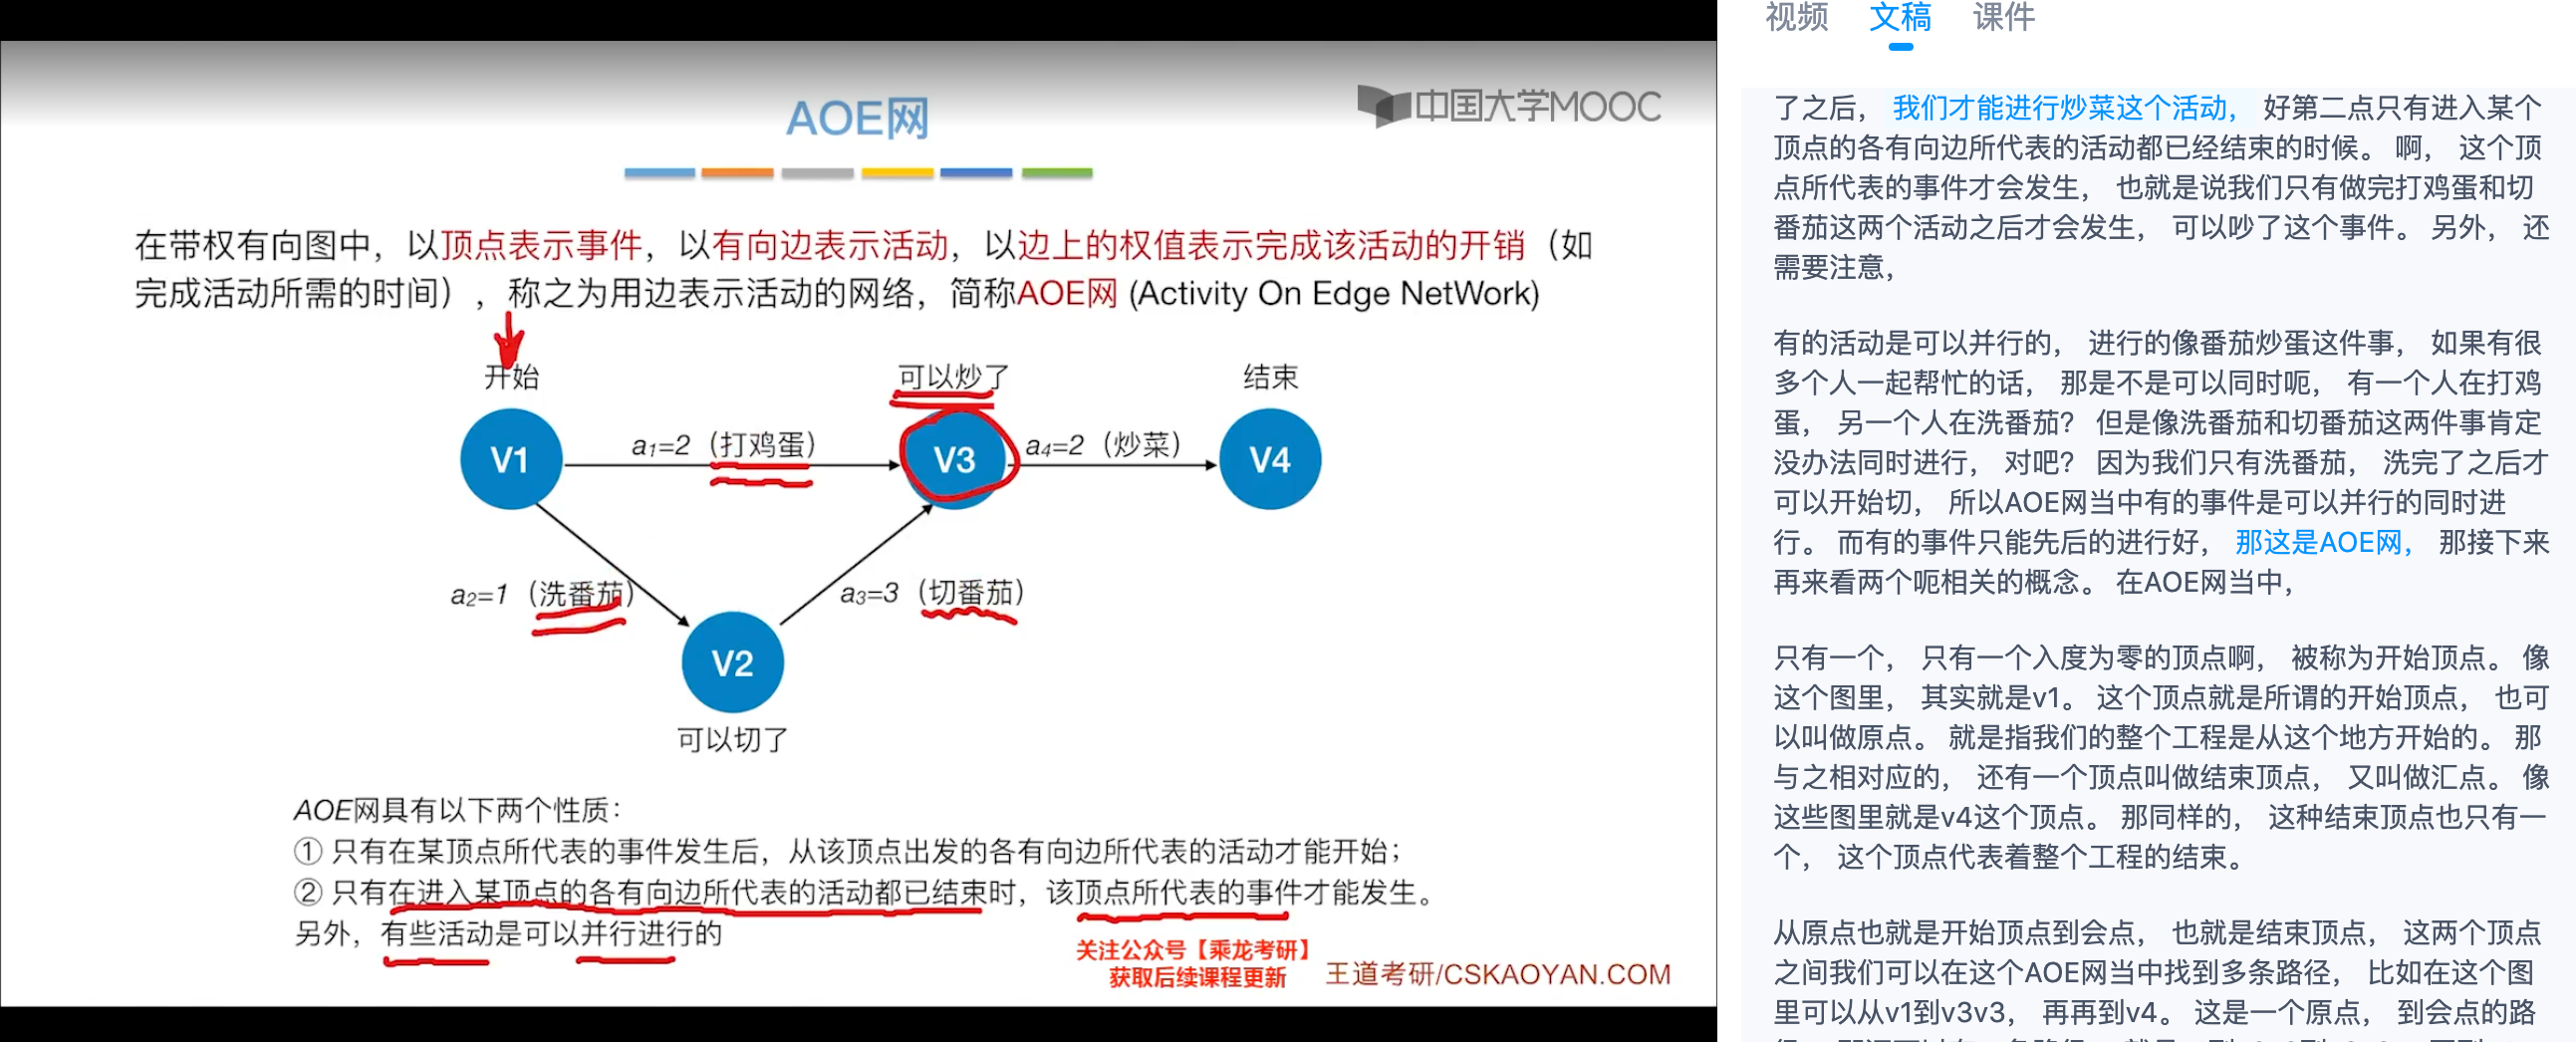 AOE网
中国大学MOOC
在带权有向图中，以顶点表示事件，以有向边表示活动，以边上的权值表示完成该活动的开销（如
完成活动所需的时间），称之为用边表示活动的网络，简称AOE网 (Activity On Edge NetWork)
开始
可以炒了
结束
V1
a1=2（打鸡蛋）
V3
a4=2（炒菜）
V4
a2=1（洗番茄）
a3=3（切番茄）
V2
可以切了
AOE网具有以下两个性质：
① 只有在某顶点所代表的事件发生后，从该顶点出发的各有向边所代表的活动才能开始；
② 只有在进入某顶点的各有向边所代表的活动都已结束时，该顶点所代表的事件才能发生。
另外，有些活动是可以并行进行的
关注公众号【乘龙考研】
获取后续课程更新
王道考研/CSKAOYAN.COM
视频 文稿 课件
了之后， 我们才能进行炒菜这个活动， 好第二点只有进入某个
顶点的各有向边所代表的活动都已经结束的时候。 啊， 这个顶
点所代表的事件才会发生， 也就是说我们只有做完打鸡蛋和切
番茄这两个活动之后才会发生， 可以吵了这个事件。 另外， 还
需要注意，
有的活动是可以并行的， 进行的像番茄炒蛋这件事， 如果有很
多个人一起帮忙的话， 那是不是可以同时呃， 有一个人在打鸡
蛋， 另一个人在洗番茄？ 但是像洗番茄和切番茄这两件事肯定
没办法同时进行， 对吧？ 因为我们只有洗番茄， 洗完了之后才
可以开始切， 所以AOE网当中有的事件是可以并行的同时进
行。 而有的事件只能先后的进行好， 那这是AOE网， 那接下来
再来看两个呃相关的概念。 在AOE网当中，
只有一个， 只有一个入度为零的顶点啊， 被称为开始顶点。 像
这个图里， 其实就是v1。 这个顶点就是所谓的开始顶点， 也可
以叫做原点。 就是指我们的整个工程是从这个地方开始的。 那
与之相对应的， 还有一个顶点叫做结束顶点， 又叫做汇点。 像
这些图里就是v4这个顶点。 那同样的， 这种结束顶点也只有一
个， 这个顶点代表着整个工程的结束。
从原点也就是开始顶点到会点， 也就是结束顶点， 这两个顶点
之间我们可以在这个AOE网当中找到多条路径， 比如在这个图
里可以从v1到v3v3， 再再到v4。 这是一个原点， 到会点的路